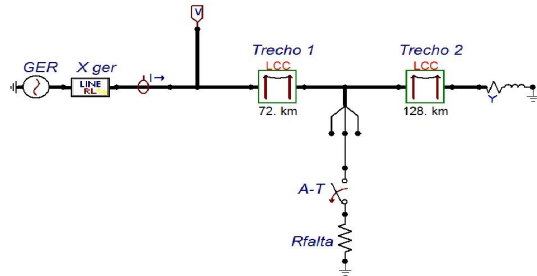 V
GER
X ger
LINE
RL
I →
Trecho 1
LCC
72. km
Trecho 2
LCC
128. km
Y
A-T
Rfalta